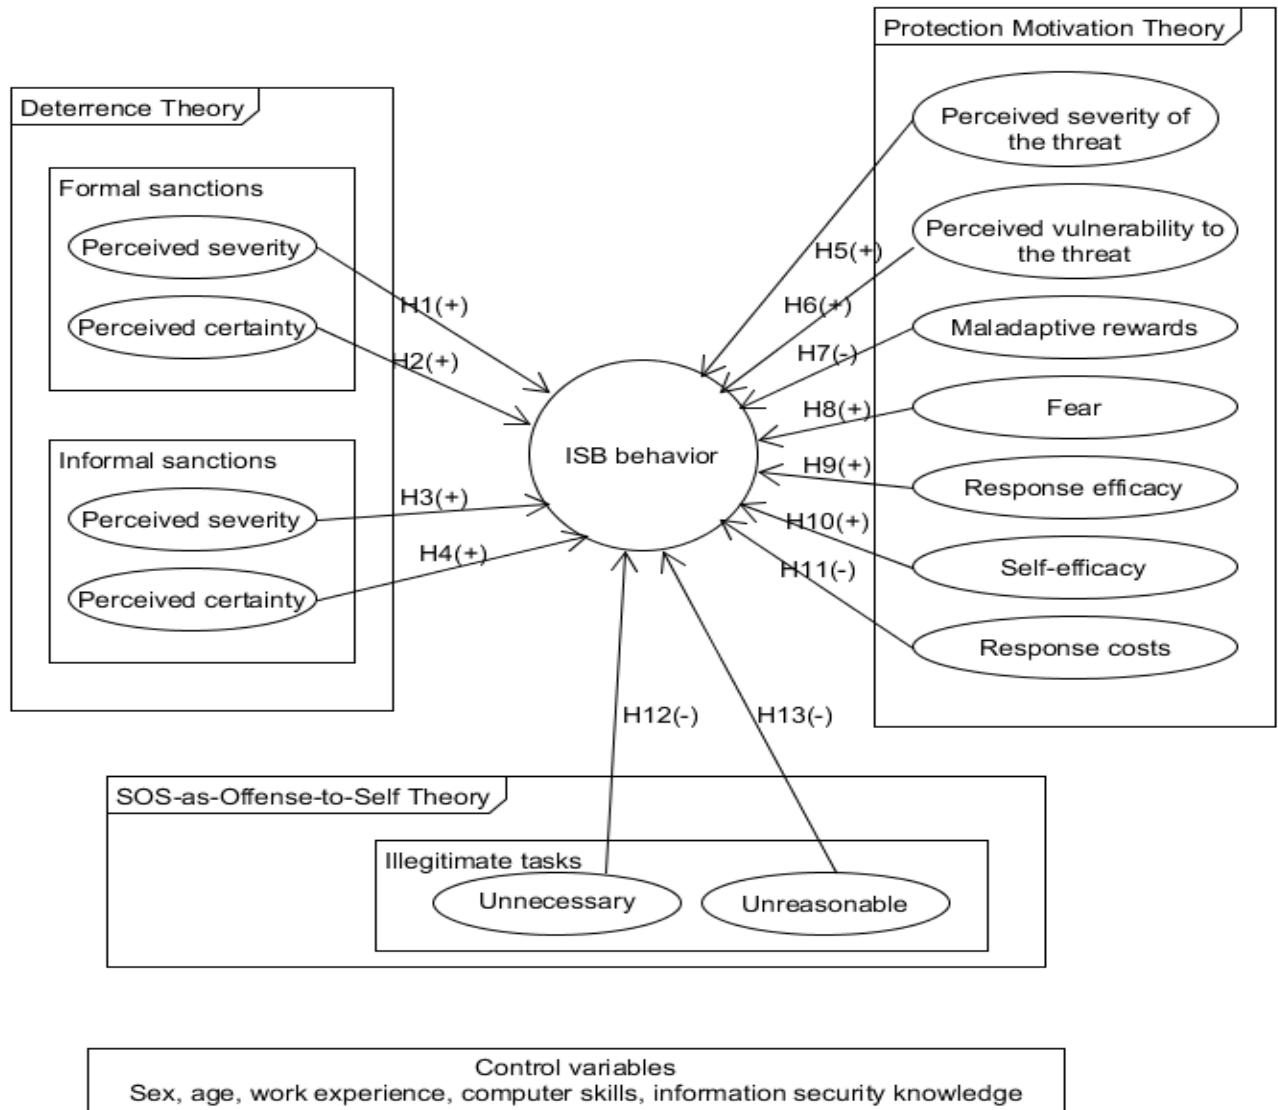 Protection Motivation Theory
Perceived severity of
the threat
Perceived vulnerability to
the threat
Maladaptive rewards
Fear
Response efficacy
Self-efficacy
Response costs
Deterrence Theory
Formal sanctions
Perceived severity
Perceived certainty
Informal sanctions
Perceived severity
Perceived certainty
H1(+)
H2(+)
H3(+)
H4(+)
ISB behavior
H5(+)
H6(+)
H7(-)
H8(+)
H9(+)
H10(+)
H11(-)
H12(-)
H13(-)
SOS-as-Offense-to-Self Theory
Illegitimate tasks
Unnecessary
Unreasonable
Control variables
Sex, age, work experience, computer skills, information security knowledge